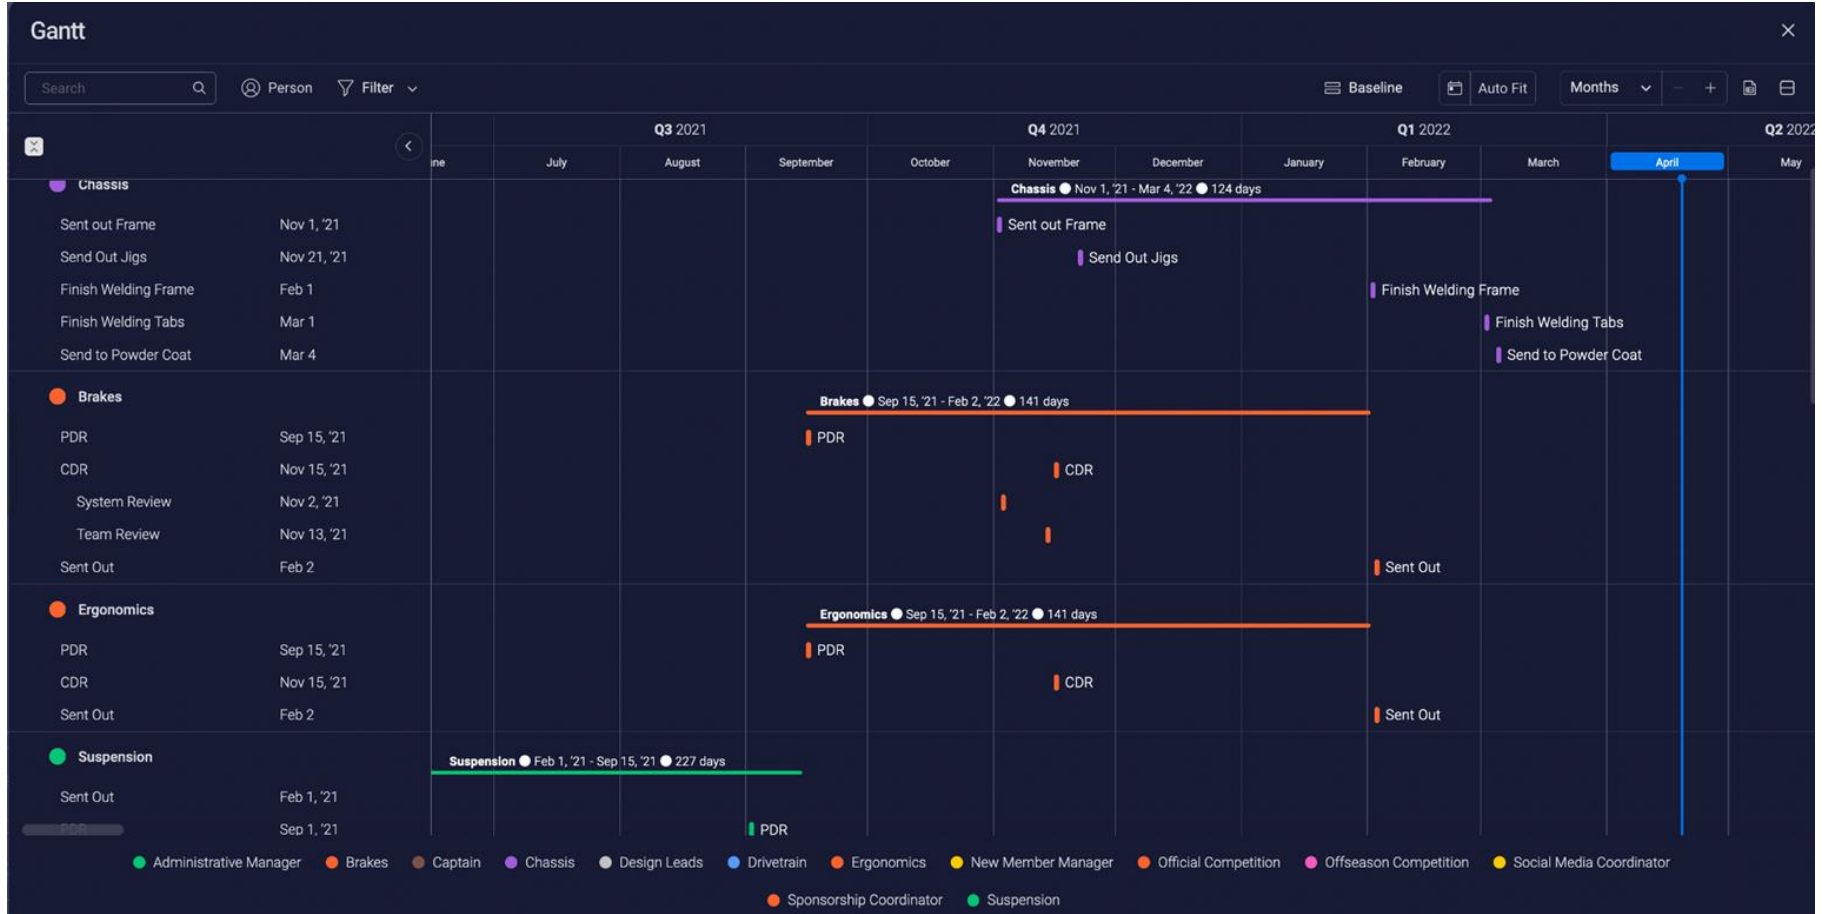 Gantt
Search Person Filter Baseline Auto Fit Months
Q3 2021 Q4 2021 Q1 2022 Q2 2022
July August September October November December January February March April May
Chassis Chassis Nov 1, '21 - Mar 4, '22 124 days
Sent out Frame Nov 1, '21 Sent out Frame
Send Out Jigs Nov 21, '21 Send Out Jigs
Finish Welding Frame Feb 1 Finish Welding Frame
Finish Welding Tabs Mar 1 Finish Welding Tabs
Send to Powder Coat Mar 4 Send to Powder Coat
Brakes Brakes Sep 15, '21 - Feb 2, '22 141 days
PDR Sep 15, '21 PDR
CDR Nov 15, '21 CDR
System Review Nov 2, '21
Team Review Nov 13, '21
Sent Out Feb 2 Sent Out
Ergonomics Ergonomics Sep 15, '21 - Feb 2, '22 141 days
PDR Sep 15, '21 PDR
CDR Nov 15, '21 CDR
Sent Out Feb 2 Sent Out
Suspension Suspension Feb 1, '21 - Sep 15, '21 227 days
Sent Out Feb 1, '21
PDR Sep 1, '21 PDR
Administrative Manager Brakes Captain Chassis Design Leads Drivetrain Ergonomics New Member Manager Official Competition Offseason Competition Social Media Coordinator
Sponsorship Coordinator Suspension